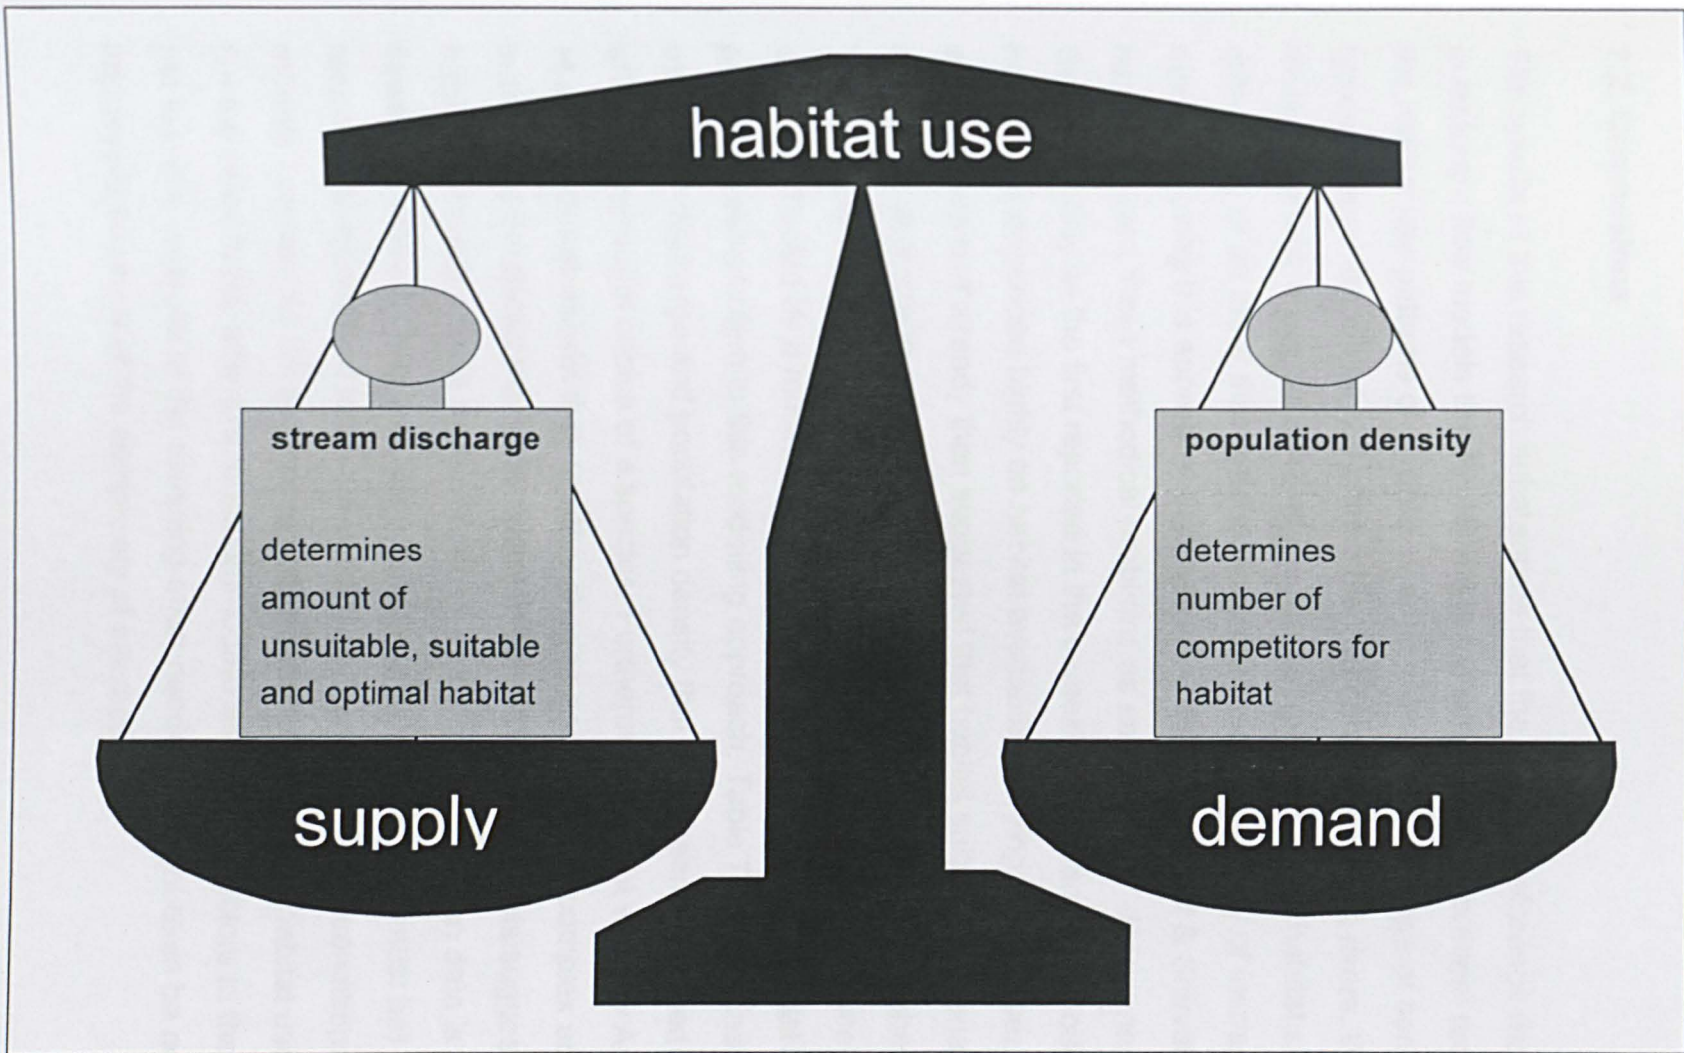 habitat use
stream discharge
determines
amount of
unsuitable, suitable
and optimal habitat
supply
population density
determines
number of
competitors for
habitat
demand